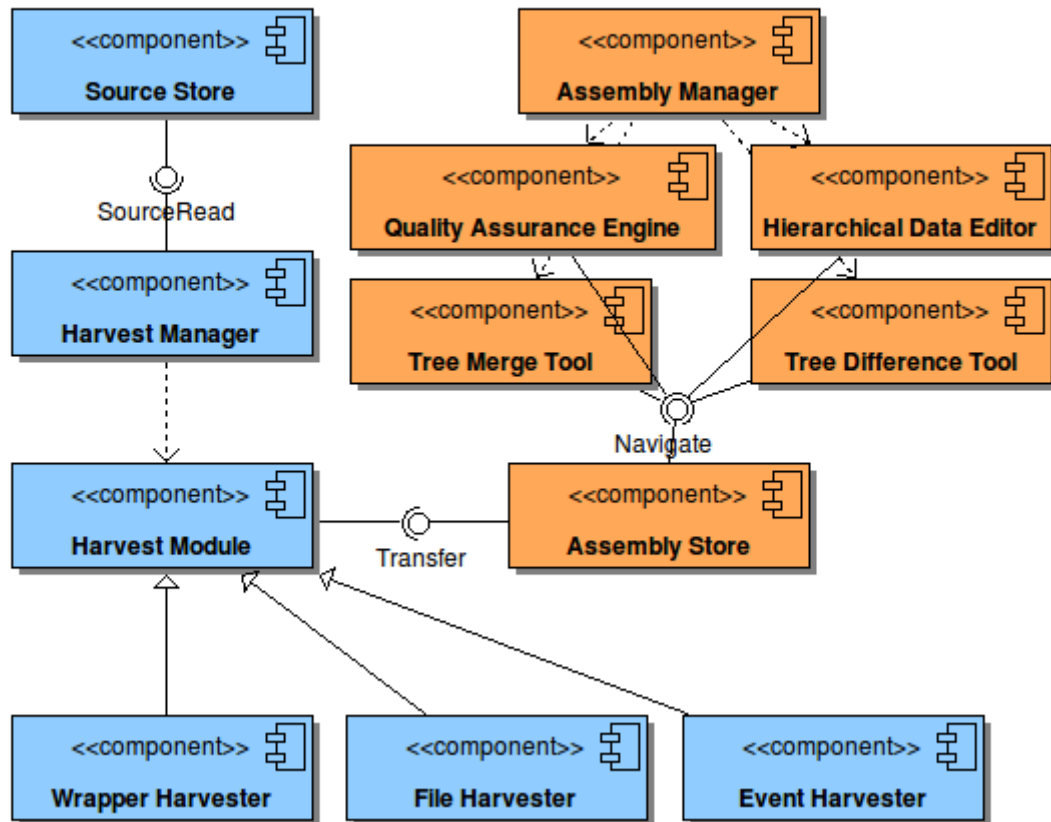 <<component>>
Source Store
<<component>>
Assembly Manager
SourceRead
<<component>>
Quality Assurance Engine
<<component>>
Hierarchical Data Editor
<<component>>
Harvest Manager
<<component>>
Tree Merge Tool
<<component>>
Tree Difference Tool
Navigate
<<component>>
Harvest Module
Transfer
<<component>>
Assembly Store
<<component>>
Wrapper Harvester
<<component>>
File Harvester
<<component>>
Event Harvester